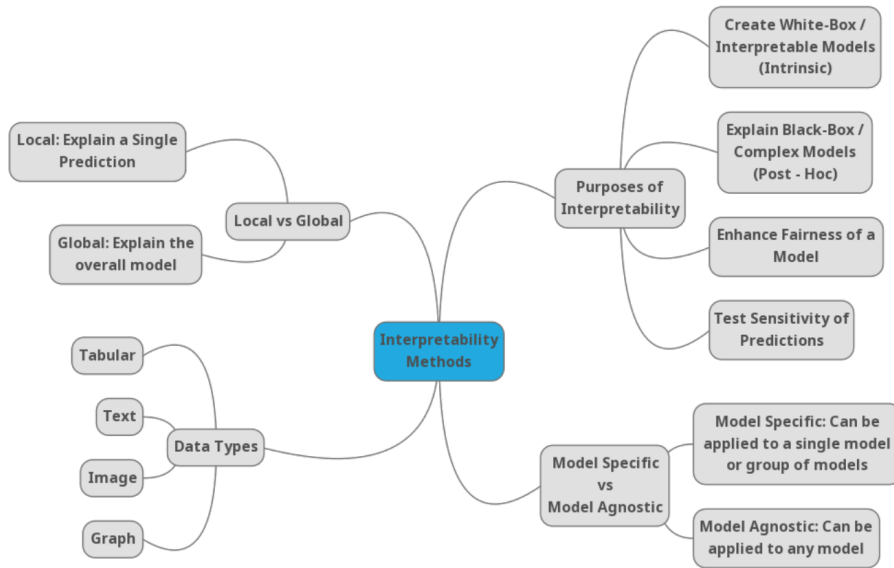 Interpretability
Methods
Local vs Global
Local: Explain a Single
Prediction
Global: Explain the
overall model
Data Types
Tabular
Text
Image
Graph
Purposes of
Interpretability
Create White-Box /
Interpretable Models
(Intrinsic)
Explain Black-Box /
Complex Models
(Post - Hoc)
Enhance Fairness of a
Model
Test Sensitivity of
Predictions
Model Specific
vs
Model Agnostic
Model Specific: Can be
applied to a single model
or group of models
Model Agnostic: Can be
applied to any model